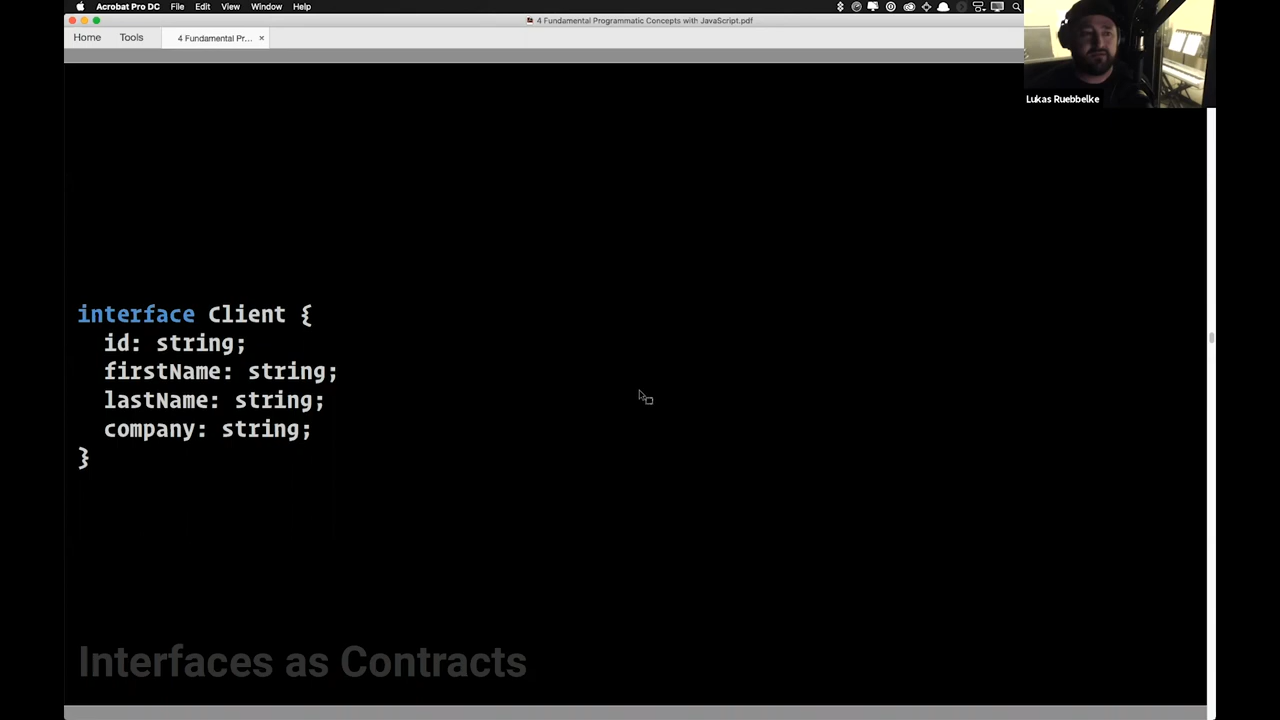 Acrobat Pro DC File Edit View Window Help
4 Fundamental Programmatic Concepts with JavaScript.pdf
Home Tools 4 Fundamental Pr... ×
Lukas Ruebbelke
interface Client {
id: string;
firstName: string;
lastName: string;
company: string;
}
Interfaces as Contracts